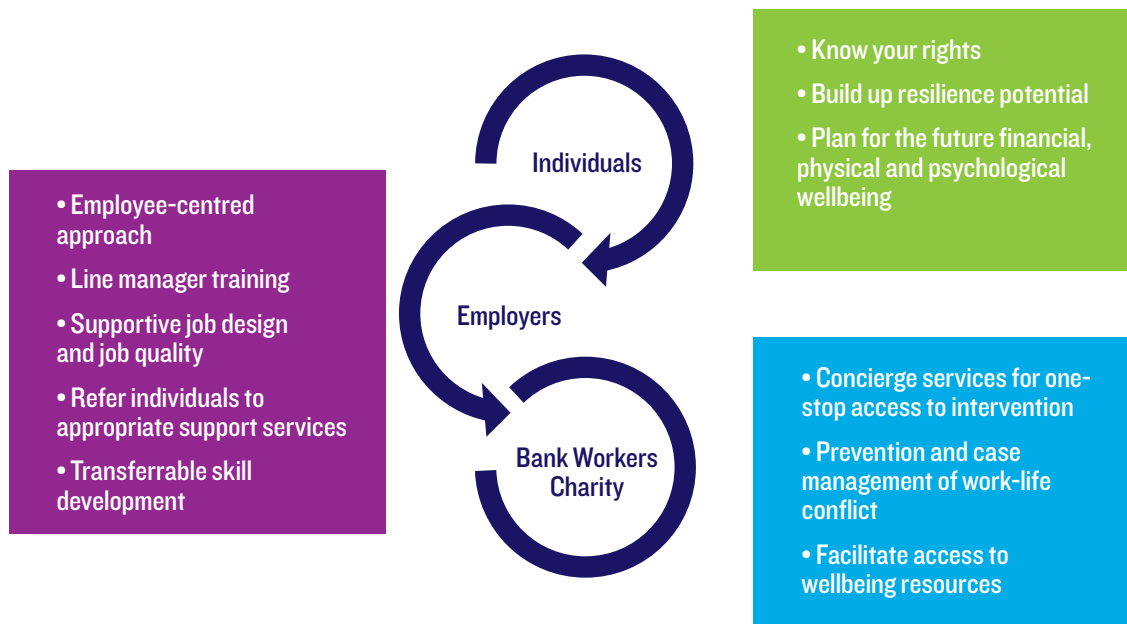 Individuals
• Know your rights
• Build up resilience potential
• Plan for the future financial,
physical and psychological
wellbeing
Employers
• Employee-centred
approach
• Line manager training
• Supportive job design
and job quality
• Refer individuals to
appropriate support services
• Transferrable skill
development
Bank Workers
Charity
• Concierge services for one-
stop access to intervention
• Prevention and case
management of work-life
conflict
• Facilitate access to
wellbeing resources